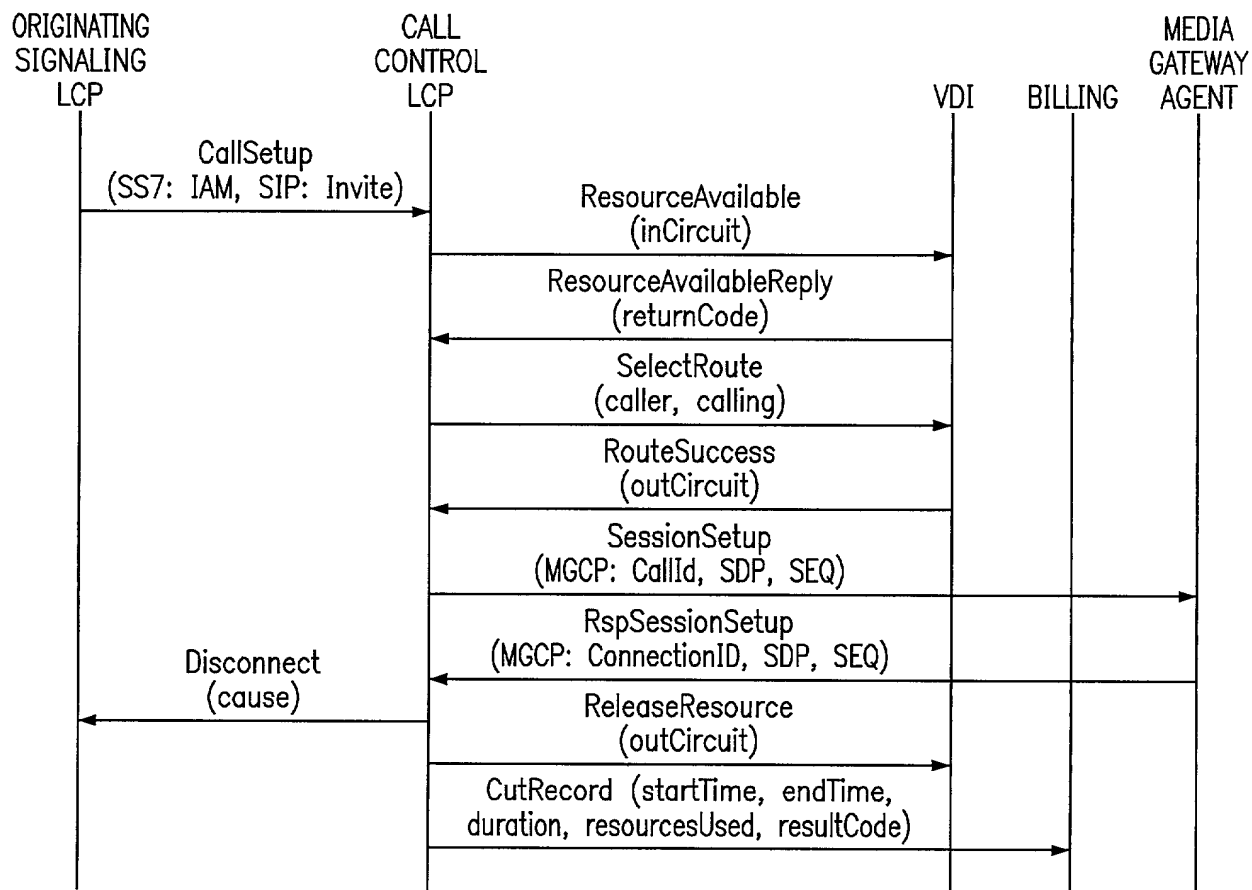 ORIGINATING
SIGNALING
LCP
CALL
CONTROL
LCP
VDI
BILLING
MEDIA
GATEWAY
AGENT
CallSetup
(SS7: IAM, SIP: Invite)
ResourceAvailable
(inCircuit)
ResourceAvailableReply
(returnCode)
SelectRoute
(caller, calling)
RouteSuccess
(outCircuit)
SessionSetup
(MGCP: CallId, SDP, SEQ)
RspSessionSetup
(MGCP: ConnectionID, SDP, SEQ)
Disconnect
(cause)
ReleaseResource
(outCircuit)
CutRecord (startTime, endTime,
duration, resourcesUsed, resultCode)